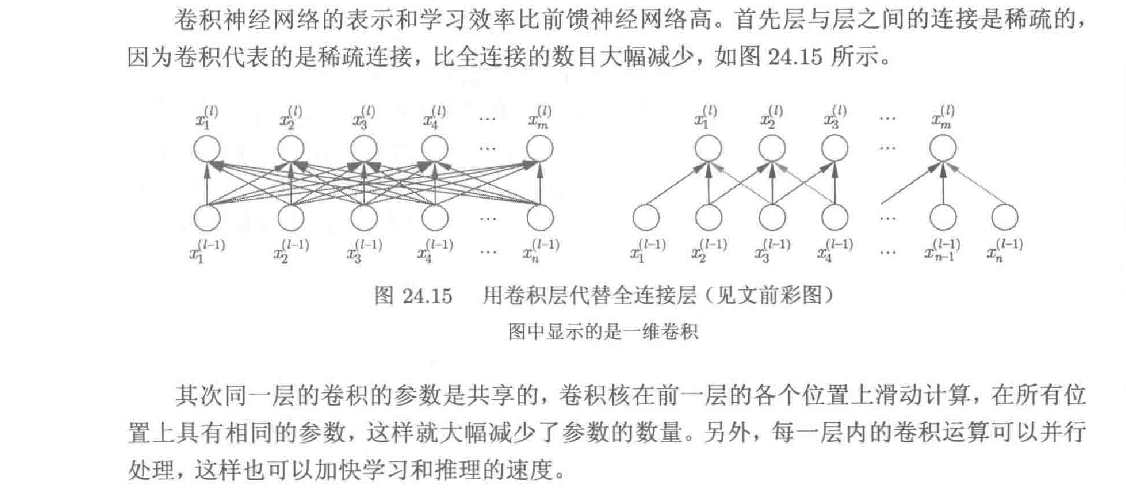 卷积神经网络的表示和学习效率比前馈神经网络高。首先层与层之间的连接是稀疏的，
因为卷积代表的是稀疏连接，比全连接的数目大幅减少，如图 24.15 所示。
x_1^{(l)} x_2^{(l)} x_3^{(l)} x_4^{(l)} ⋯ x_m^{(l)} x_1^{(l)} x_2^{(l)} x_3^{(l)} ⋯ x_m^{(l)}
⋯ ⋯
⋯ ⋯
x_1^{(l-1)} x_2^{(l-1)} x_3^{(l-1)} x_4^{(l-1)} ⋯ x_n^{(l-1)} x_1^{(l-1)} x_2^{(l-1)} x_3^{(l-1)} x_4^{(l-1)} ⋯ x_{n-1}^{(l-1)} x_n^{(l-1)}
图 24.15 用卷积层代替全连接层（见文前彩图）
图中显示的是一维卷积
其次同一层的卷积的参数是共享的，卷积核在前一层的各个位置上滑动计算，在所有位
置上具有相同的参数，这样就大幅减少了参数的数量。另外，每一层内的卷积运算可以并行
处理，这样也可以加快学习和推理的速度。